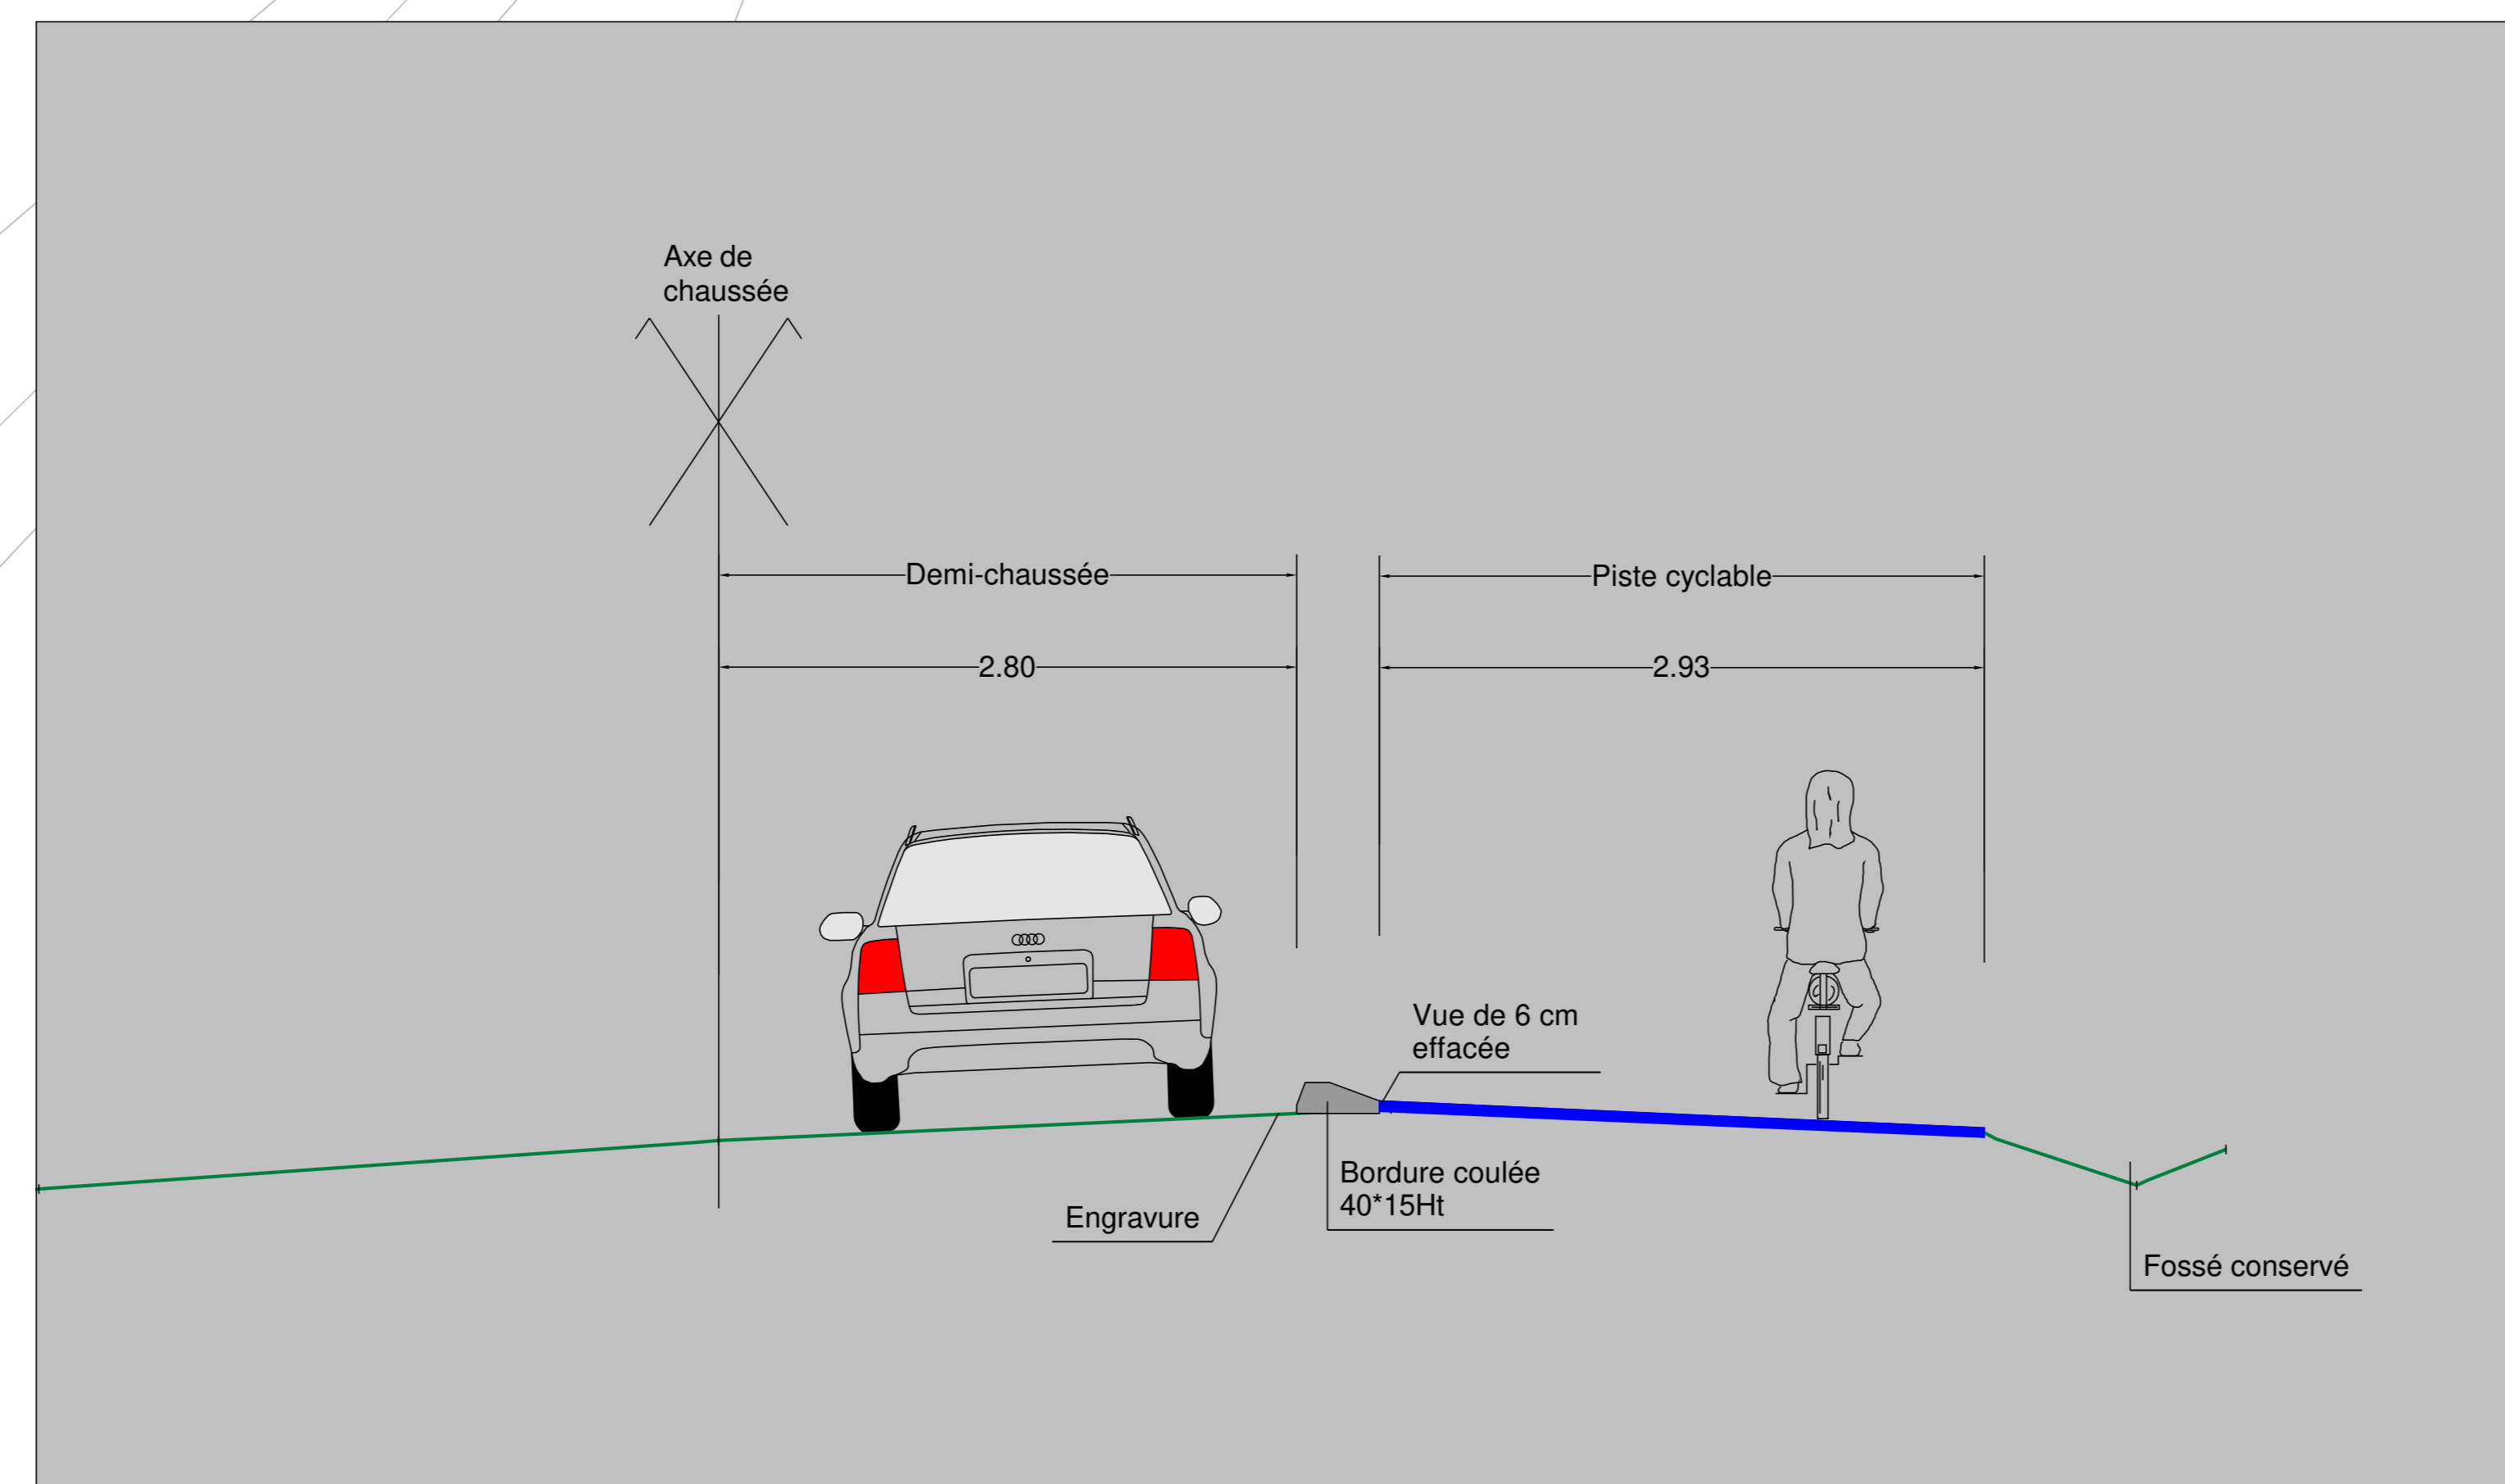 Axe de
chaussée
Demi-chaussée
Piste cyclable
2.80
2.93
Vue de 6 cm
effacée
Bordure coulée
40*15Ht
Engravure
Fossé conservé